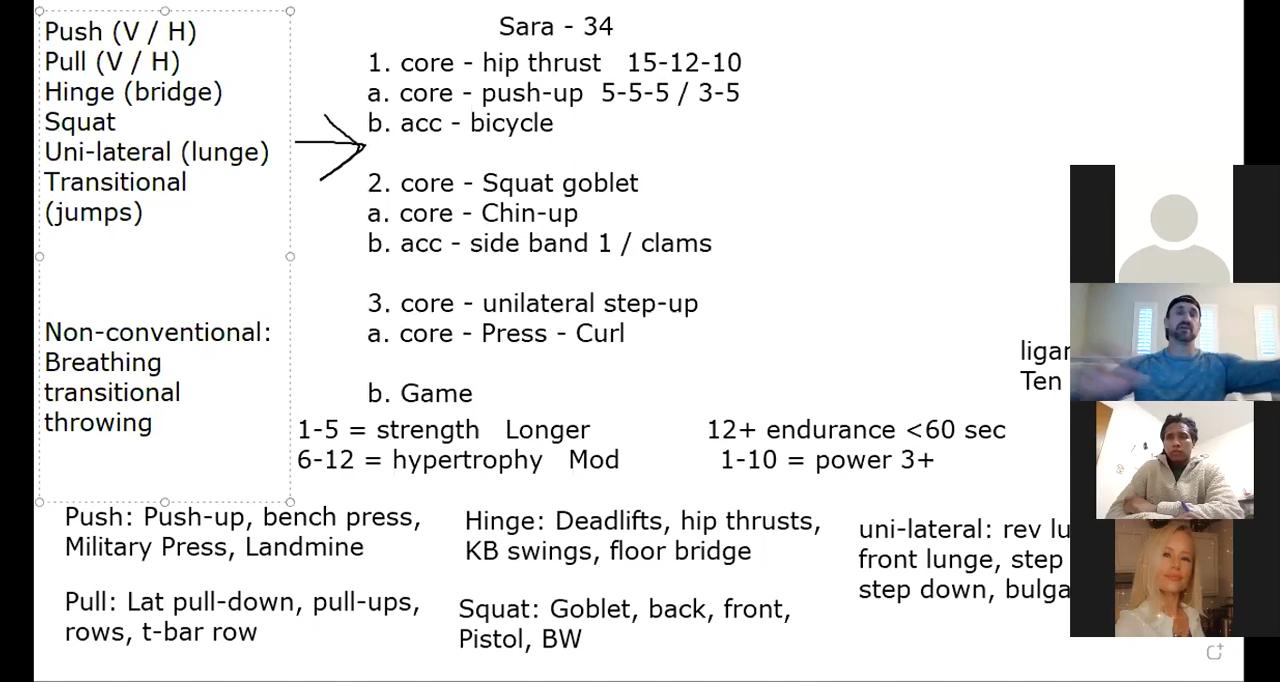 Push (V / H)
Pull (V / H)
Hinge (bridge)
Squat
Uni-lateral (lunge)
Transitional
(jumps)
Non-conventional:
Breathing
transitional
throwing
Sara - 34
1. core - hip thrust 15-12-10
a. core - push-up 5-5-5 / 3-5
b. acc - bicycle
2. core - Squat goblet
a. core - Chin-up
b. acc - side band 1 / clams
3. core - unilateral step-up
a. core - Press - Curl
b. Game
1-5 = strength Longer
6-12 = hypertrophy Mod
12+ endurance <60 sec
1-10 = power 3+
Push: Push-up, bench press,
Military Press, Landmine
Pull: Lat pull-down, pull-ups,
rows, t-bar row
Hinge: Deadlifts, hip thrusts,
KB swings, floor bridge
Squat: Goblet, back, front,
Pistol, BW
uni-lateral: rev
front lunge, step
step down,